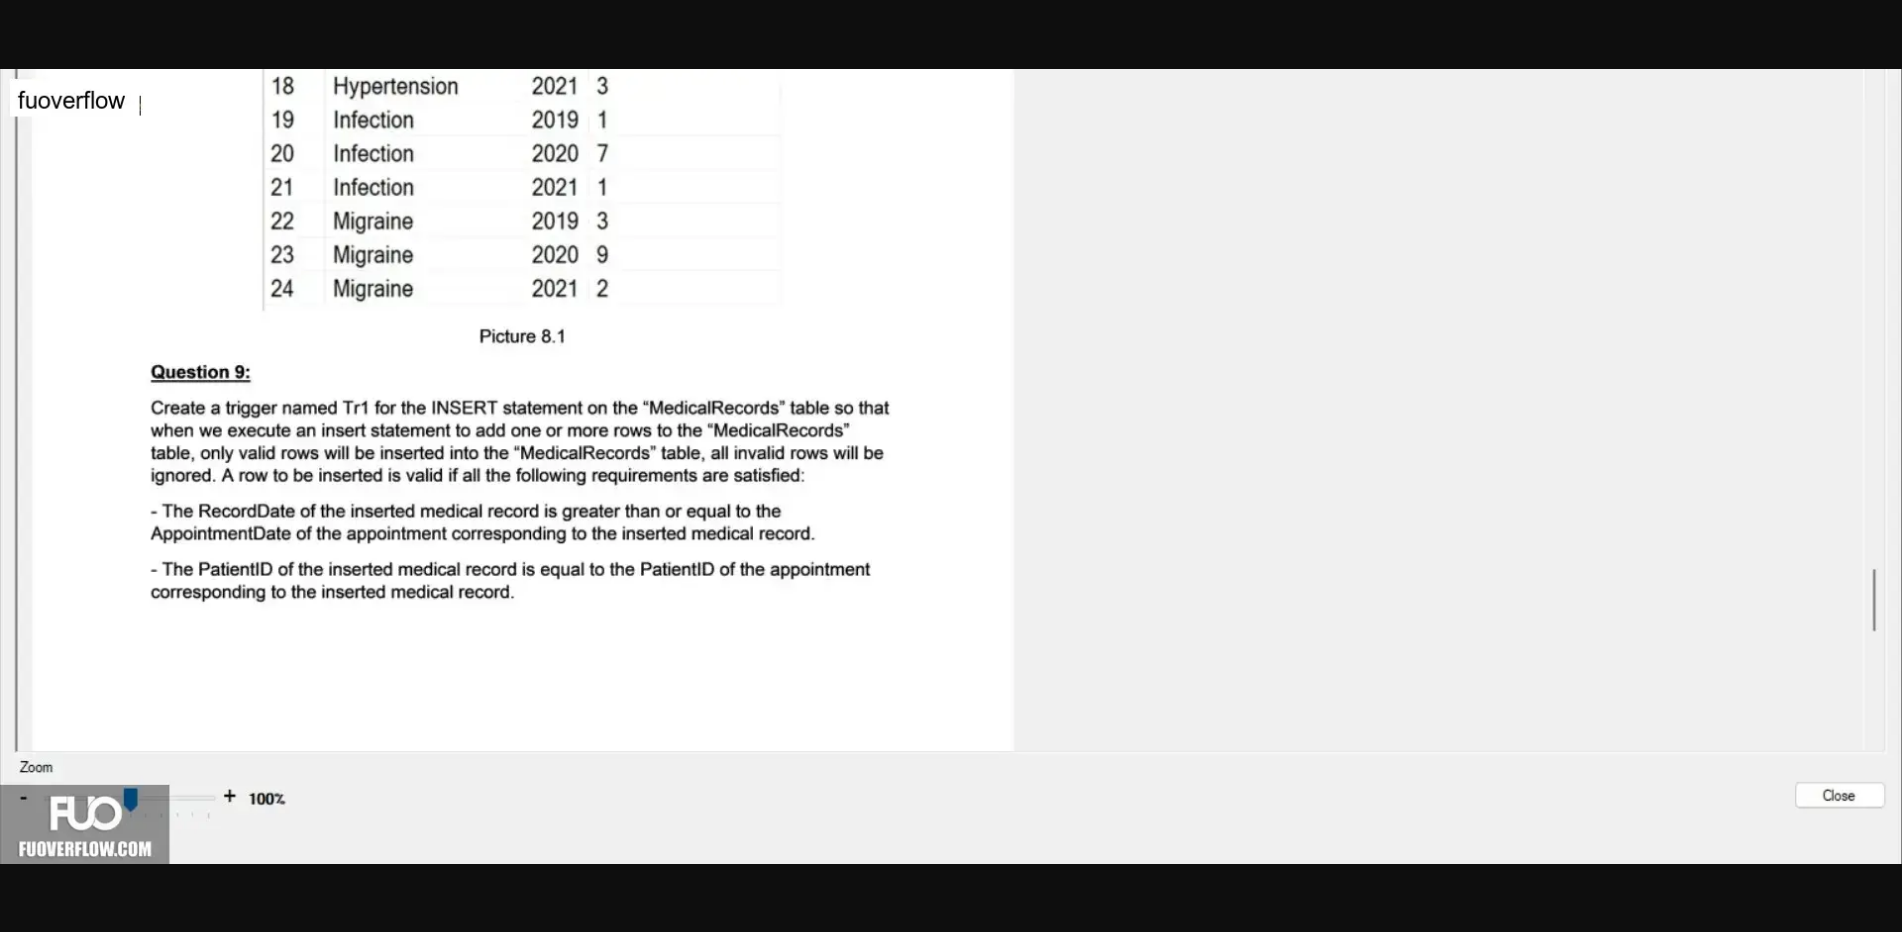 fuoverflow
18 Hypertension 2021 3
19 Infection 2019 1
20 Infection 2020 7
21 Infection 2021 1
22 Migraine 2019 3
23 Migraine 2020 9
24 Migraine 2021 2
Picture 8.1
Question 9:
Create a trigger named Tr1 for the INSERT statement on the “MedicalRecords” table so that
when we execute an insert statement to add one or more rows to the “MedicalRecords”
table, only valid rows will be inserted into the “MedicalRecords” table, all invalid rows will be
ignored. A row to be inserted is valid if all the following requirements are satisfied:
- The RecordDate of the inserted medical record is greater than or equal to the
AppointmentDate of the appointment corresponding to the inserted medical record.
- The PatientID of the inserted medical record is equal to the PatientID of the appointment
corresponding to the inserted medical record.
Zoom
- + 100%
Close
FUO
FUOVERFLOW.COM